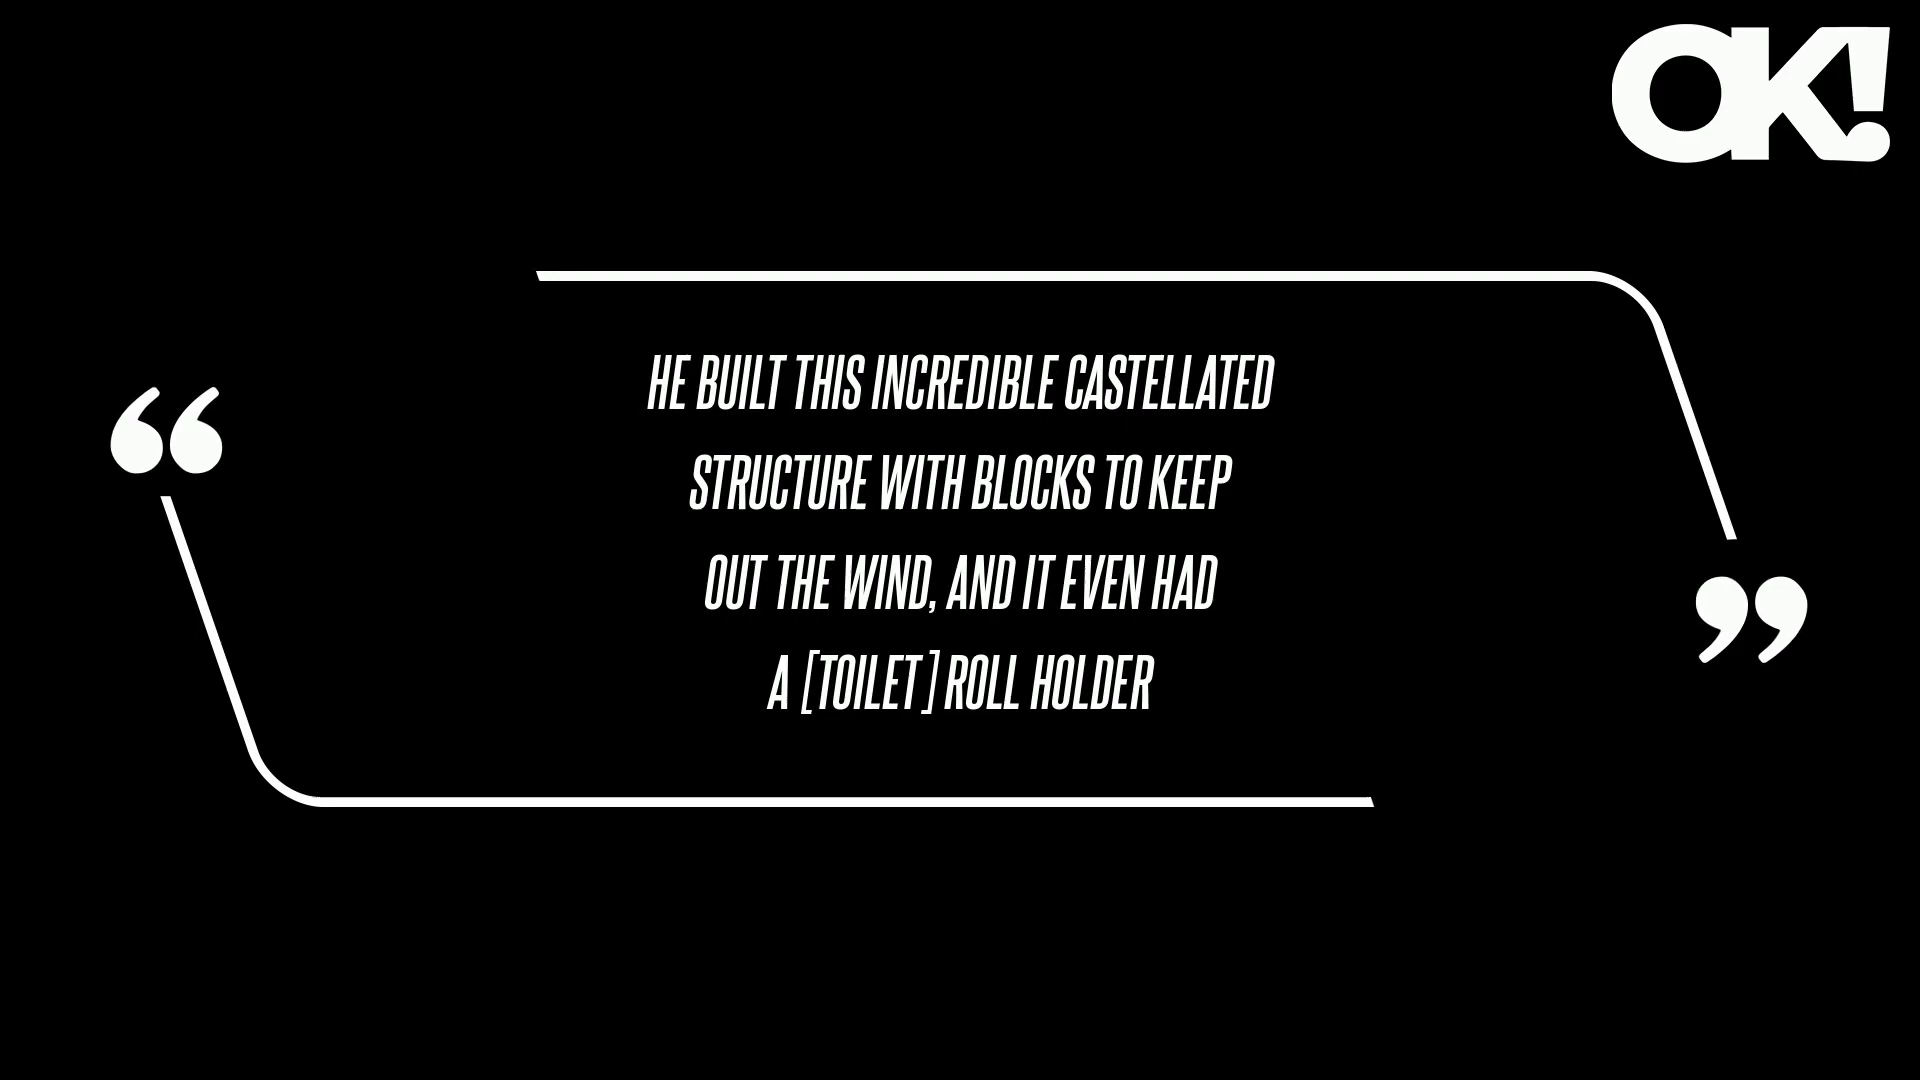 OK!
“
HE BUILT THIS INCREDIBLE CASTELLATED
STRUCTURE WITH BLOCKS TO KEEP
OUT THE WIND, AND IT EVEN HAD
A [TOILET] ROLL HOLDER
”